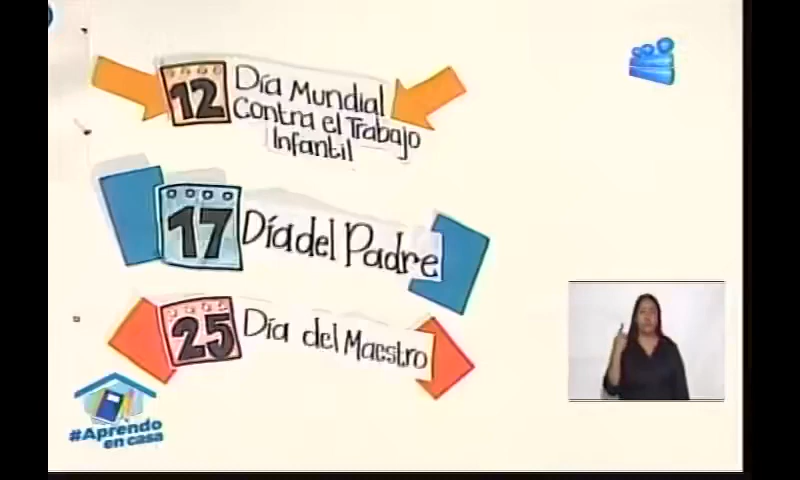 12
Día Mundial
Contra el Trabajo
Infantil
17
Día del Padre
25
Día del Maestro
#Aprendo
en casa